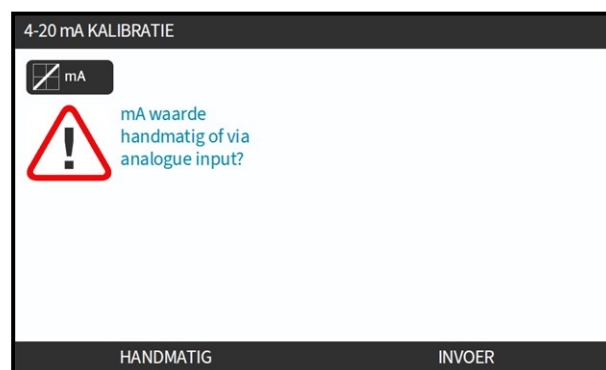 4-20 mA KALIBRATIE
mA
mA waarde
handmatig of via
analogue input?
HANDMATIG
INVOER